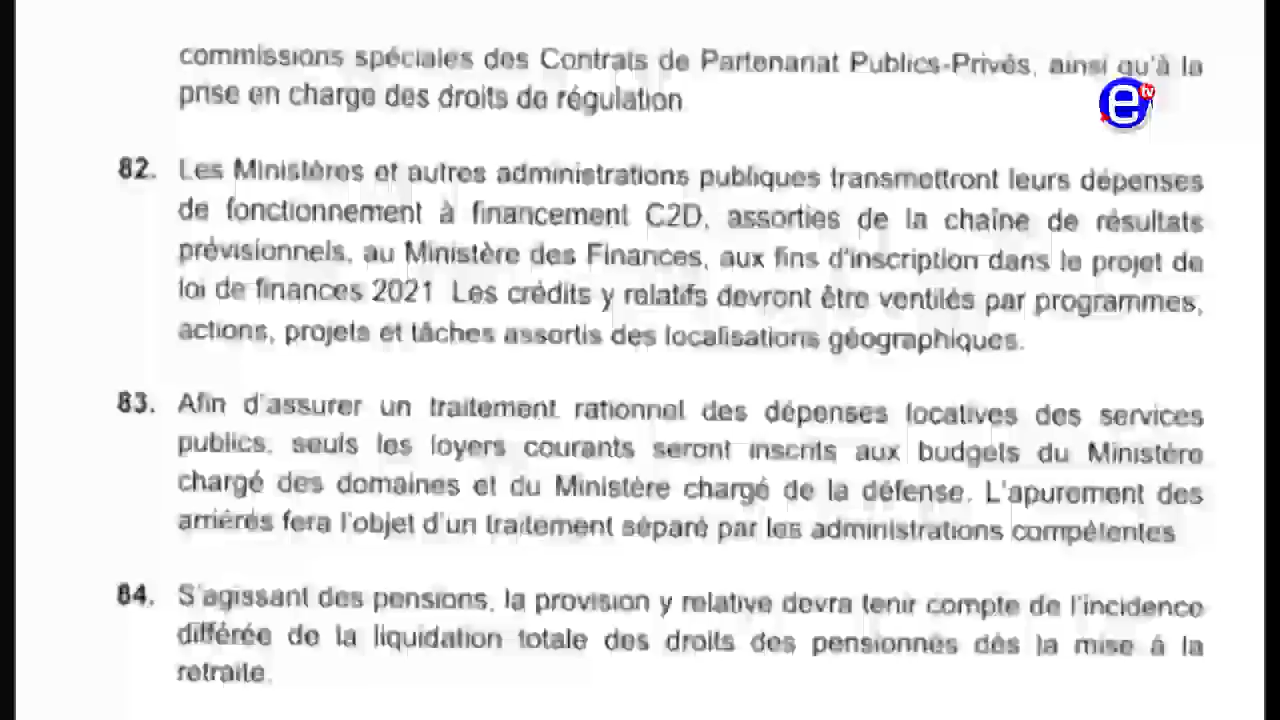 commissions spéciales des Contrats de Partenariat Publics-Privés, ainsi qu'à la
prise en charge des droits de régulation
e tv
82. Les Ministères et autres administrations publiques transmettront leurs dépenses
de fonctionnement à financement C2D, assorties de la chaîne de résultats
prévisionnels, au Ministère des Finances, aux fins d'inscription dans le projet de
loi de finances 2021 Les crédits y relatifs devront être ventilés par programmes,
actions, projets et tâches assortis des localisations géographiques.
83. Afin d'assurer un traitement rationnel des dépenses locatives des services
publics, seuls les loyers courants seront inscrits aux budgets du Ministère
chargé des domaines et du Ministère chargé de la défense. L'apurement des
arriérés fera l'objet d'un traitement séparé par les administrations compétentes
84. S'agissant des pensions, la provision y relative devra tenir compte de l'incidence
différée de la liquidation totale des droits des pensionnés dès la mise à la
retraite.